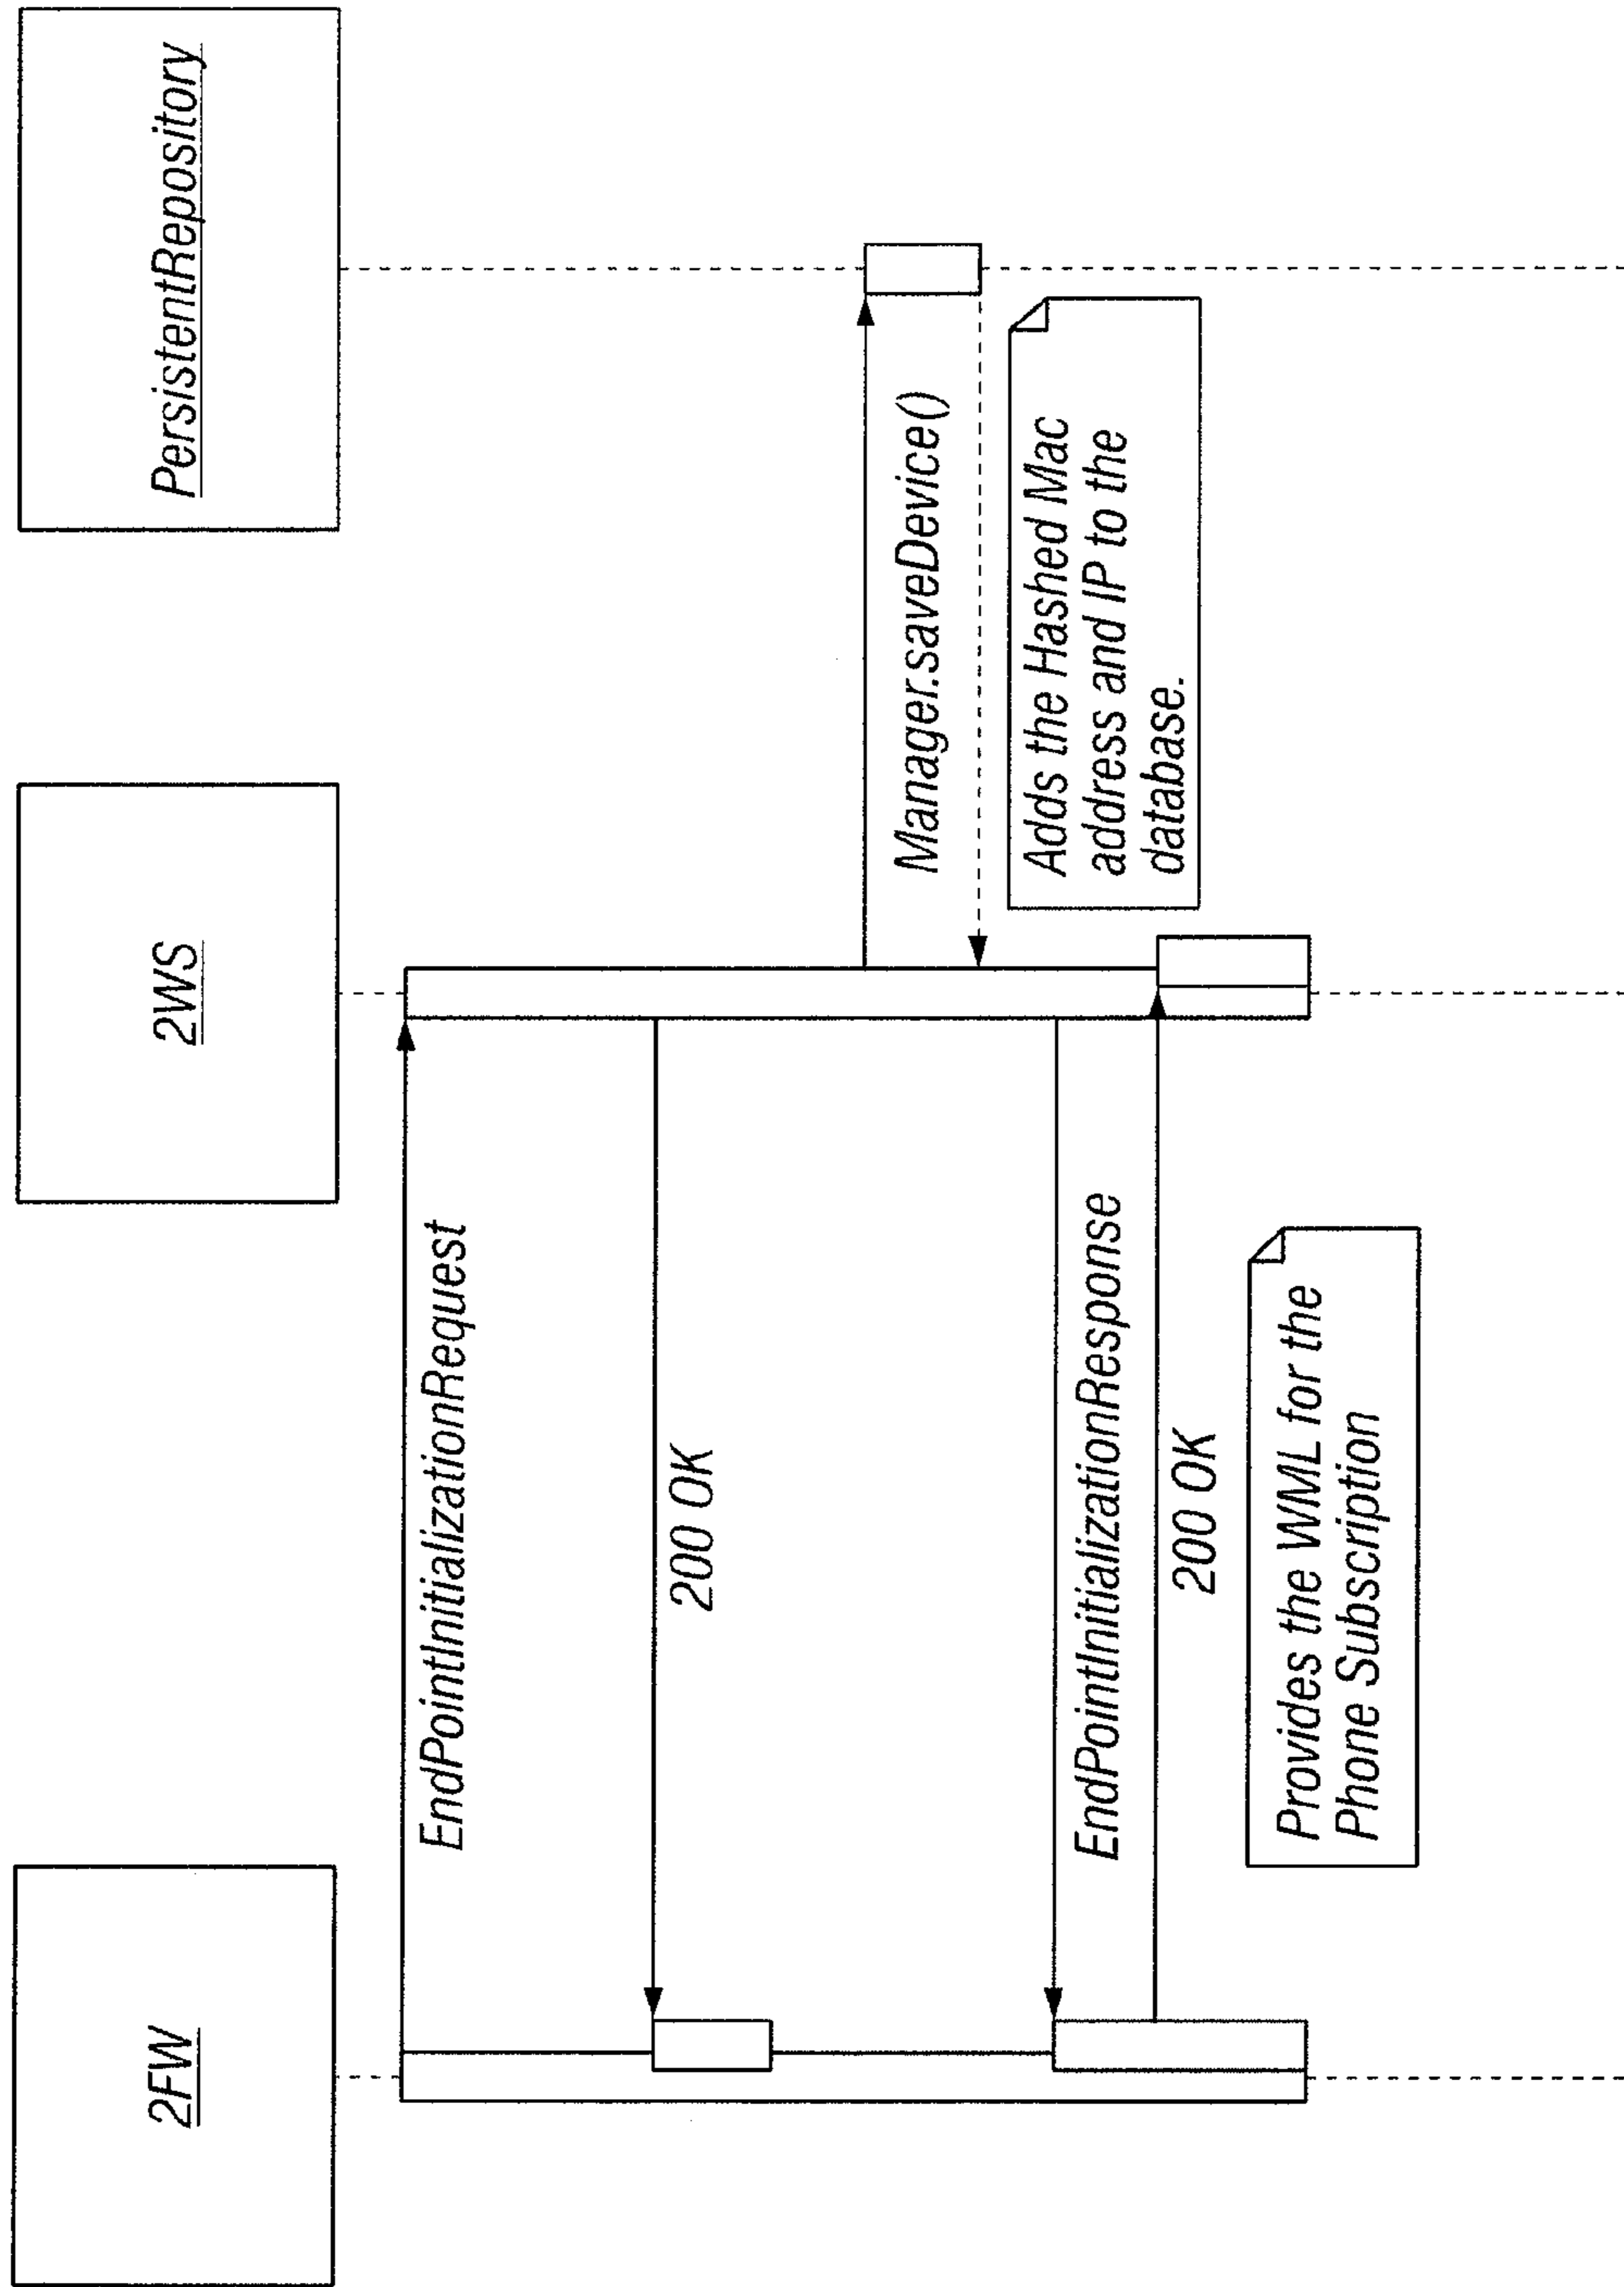 2FW
2WS
PersistentRepository
EndPointInitializationRequest
200 OK
Manager.saveDevice()
Adds the Hashed Mac
address and IP to the
database.
EndPointInitializationResponse
200 OK
Provides the WML for the
Phone Subscription